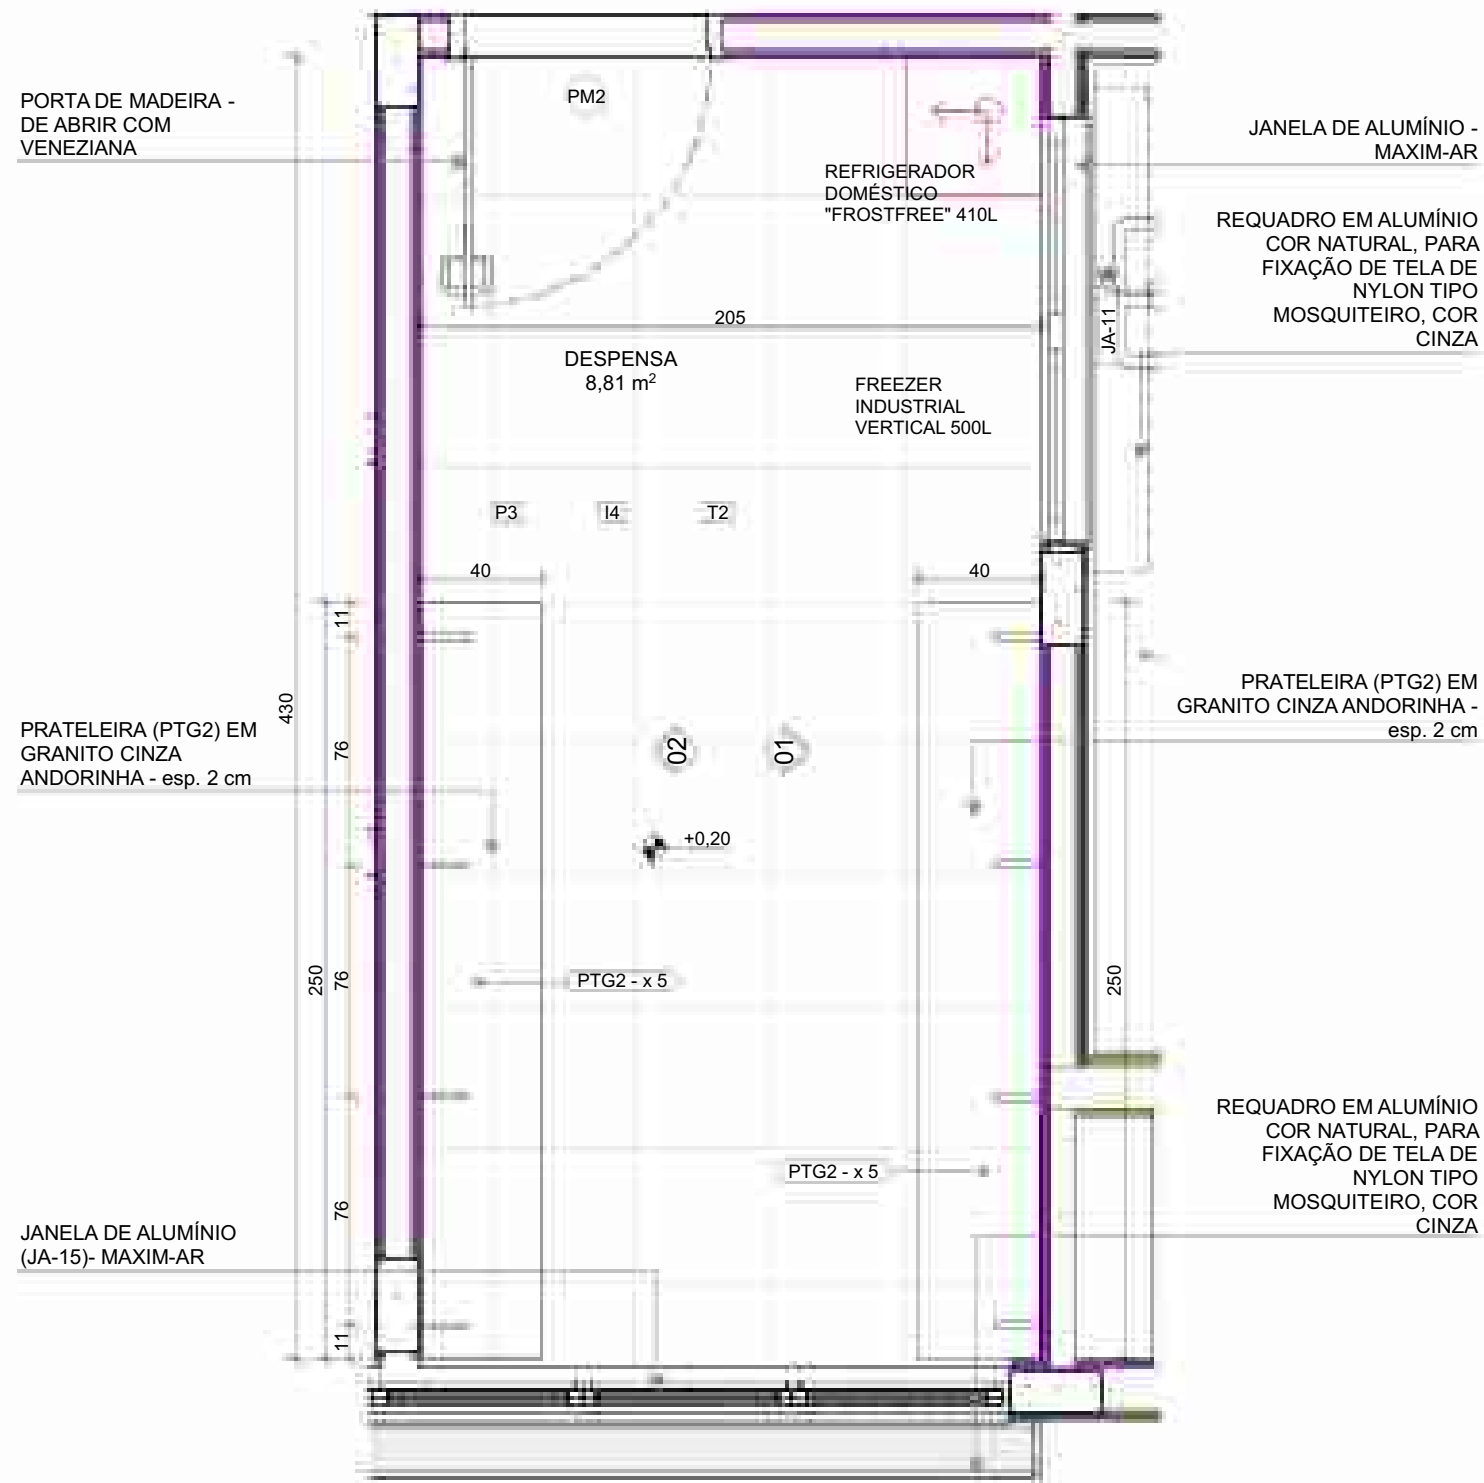 PM2
PORTA DE MADEIRA -
DE ABRIR COM
VENEZIANA
JANELA DE ALUMÍNIO -
MAXIM-AR
REFRIGERADOR
DOMÉSTICO
"FROSTFREE" 410L
REQUADRO EM ALUMÍNIO
COR NATURAL, PARA
FIXAÇÃO DE TELA DE
NYLON TIPO
MOSQUITEIRO, COR
CINZA
JA-11
205
DESPENSA
8,81 m²
FREEZER
INDUSTRIAL
VERTICAL 500L
P3
I4
T2
40
40
11
430
76
PRATELEIRA (PTG2) EM
GRANITO CINZA
ANDORINHA - esp. 2 cm
PRATELEIRA (PTG2) EM
GRANITO CINZA ANDORINHA -
esp. 2 cm
02
01
+0,20
250
76
PTG2 - x 5
250
PTG2 - x 5
REQUADRO EM ALUMÍNIO
COR NATURAL, PARA
FIXAÇÃO DE TELA DE
NYLON TIPO
MOSQUITEIRO, COR
CINZA
76
JANELA DE ALUMÍNIO
(JA-15)- MAXIM-AR
11